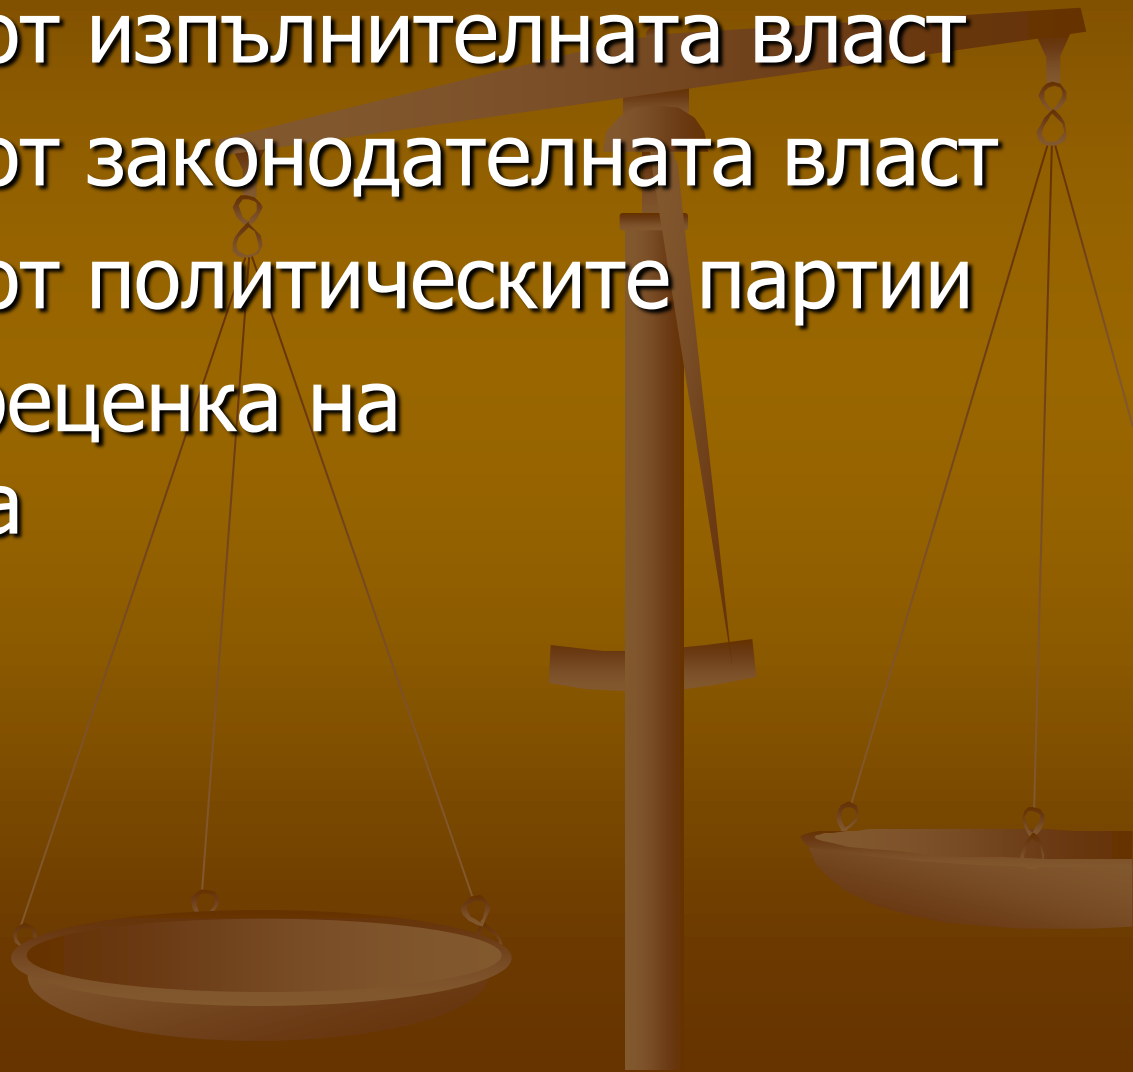 от изпълнителната власт
от законодателната власт
от политическите партии
реценка на
а